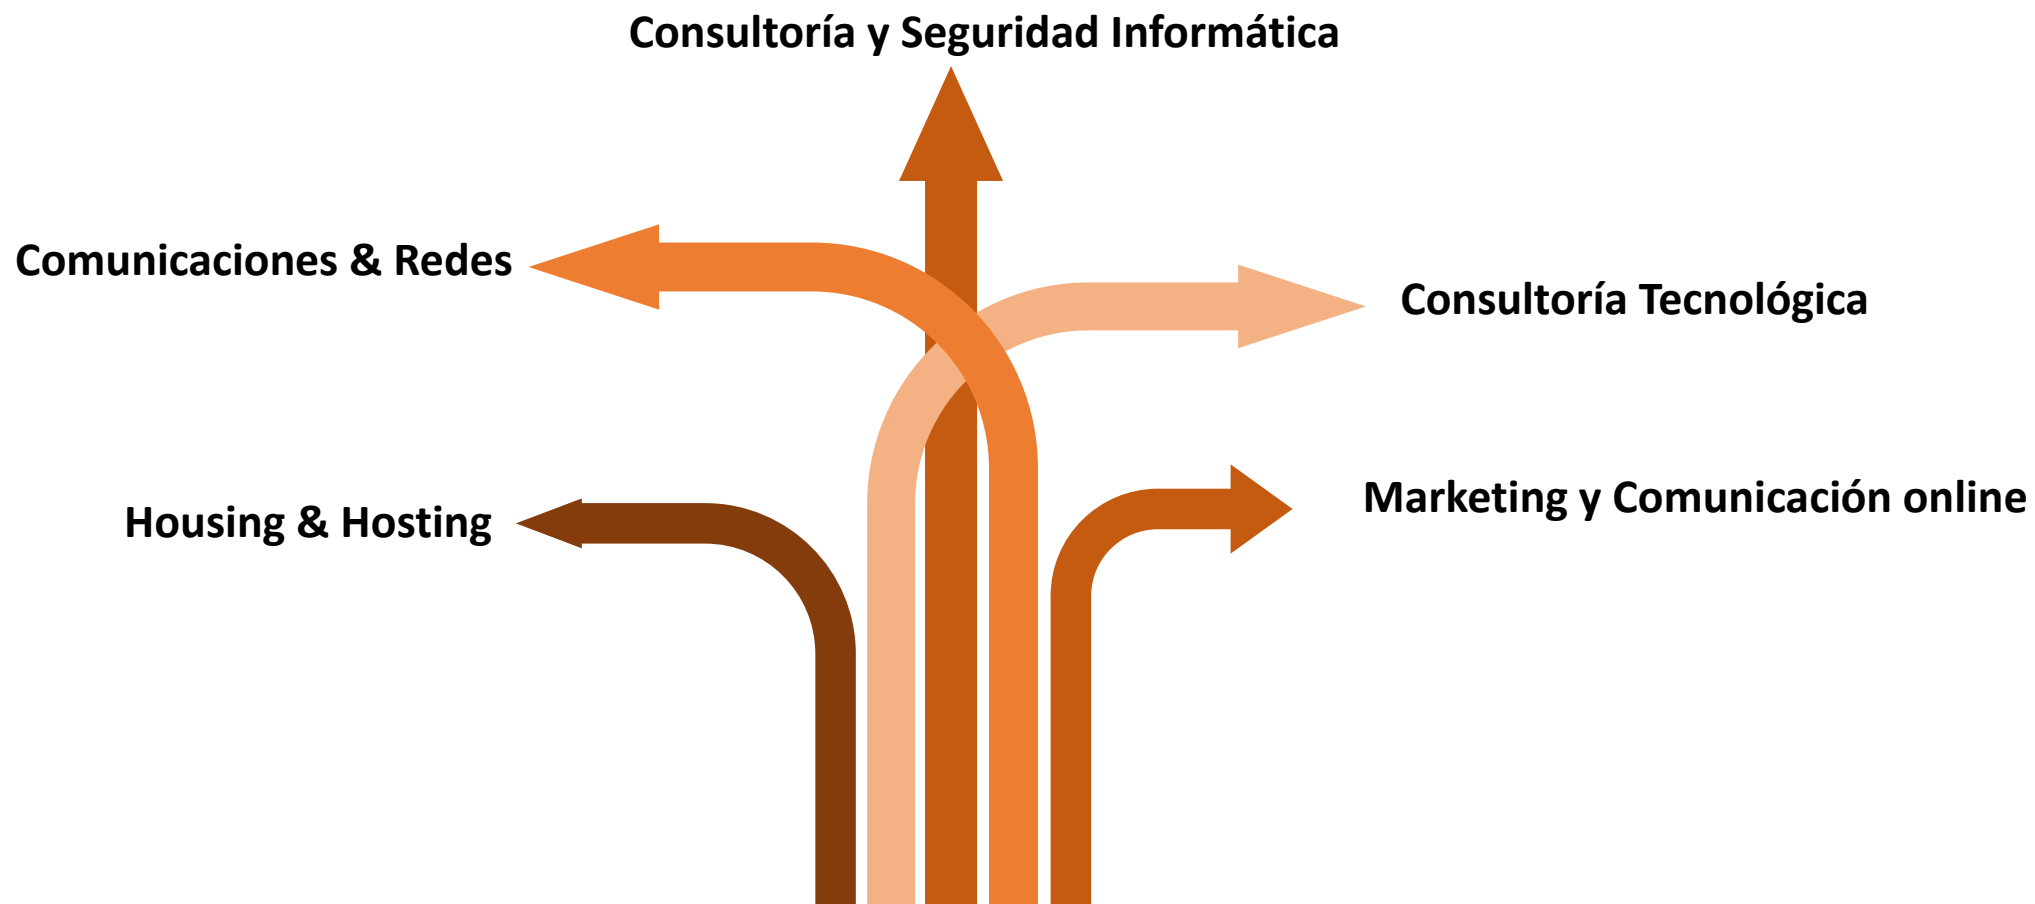 Consultoría y Seguridad Informática
Comunicaciones & Redes
Consultoría Tecnológica
Marketing y Comunicación online
Housing & Hosting